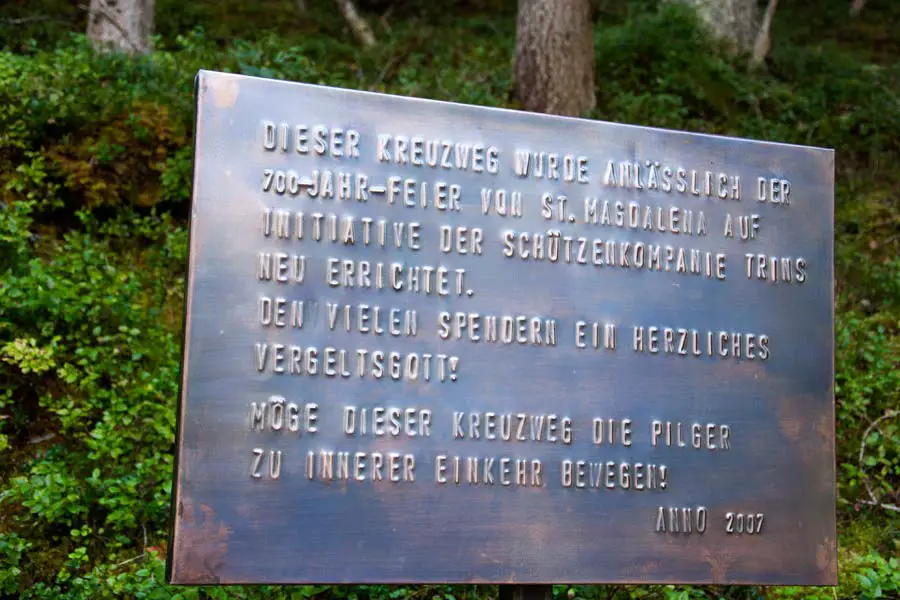 DIESER KREUZWEG WURDE ANLÄSSLICH DER
700-JAHR-FEIER VON ST. MAGDALENA AUF
INITIATIVE DER SCHÜTZENKOMPANIE TRINS
NEU ERRICHTET.
DEN VIELEN SPENDERN EIN HERZLICHES
VERGELTSGOTT!
MÖGE DIESER KREUZWEG DIE PILGER
ZU INNERER EINKEHR BEWEGEN!
ANNO 2007